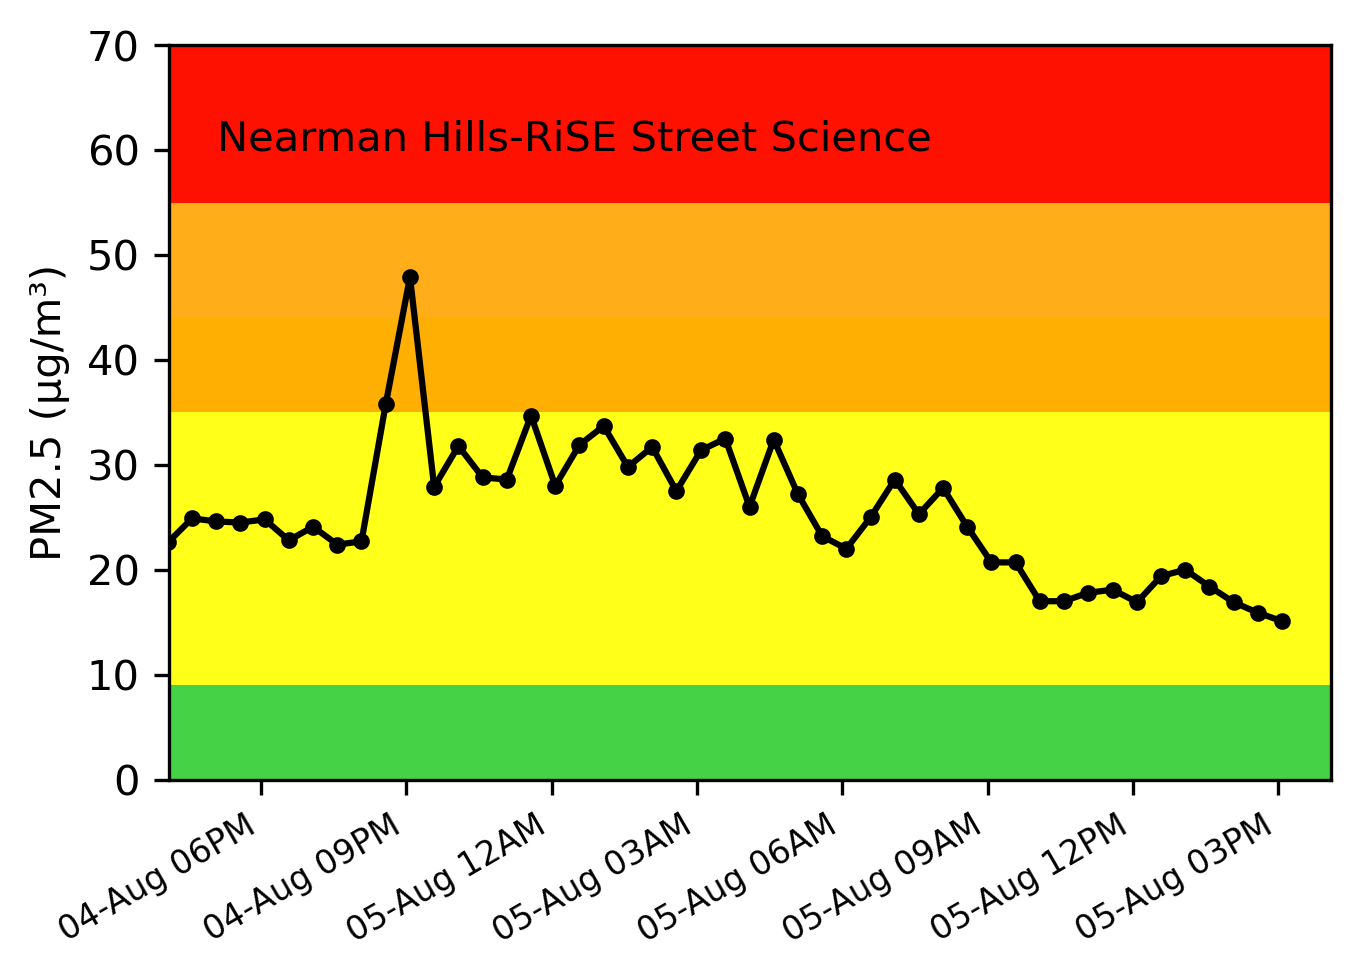 70
Nearman Hills-RiSE Street Science
60
50
40
30
20
10
0
PM2.5 (µg/m³)
04-Aug 06PM
04-Aug 09PM
05-Aug 12AM
05-Aug 03AM
05-Aug 06AM
05-Aug 09AM
05-Aug 12PM
05-Aug 03PM